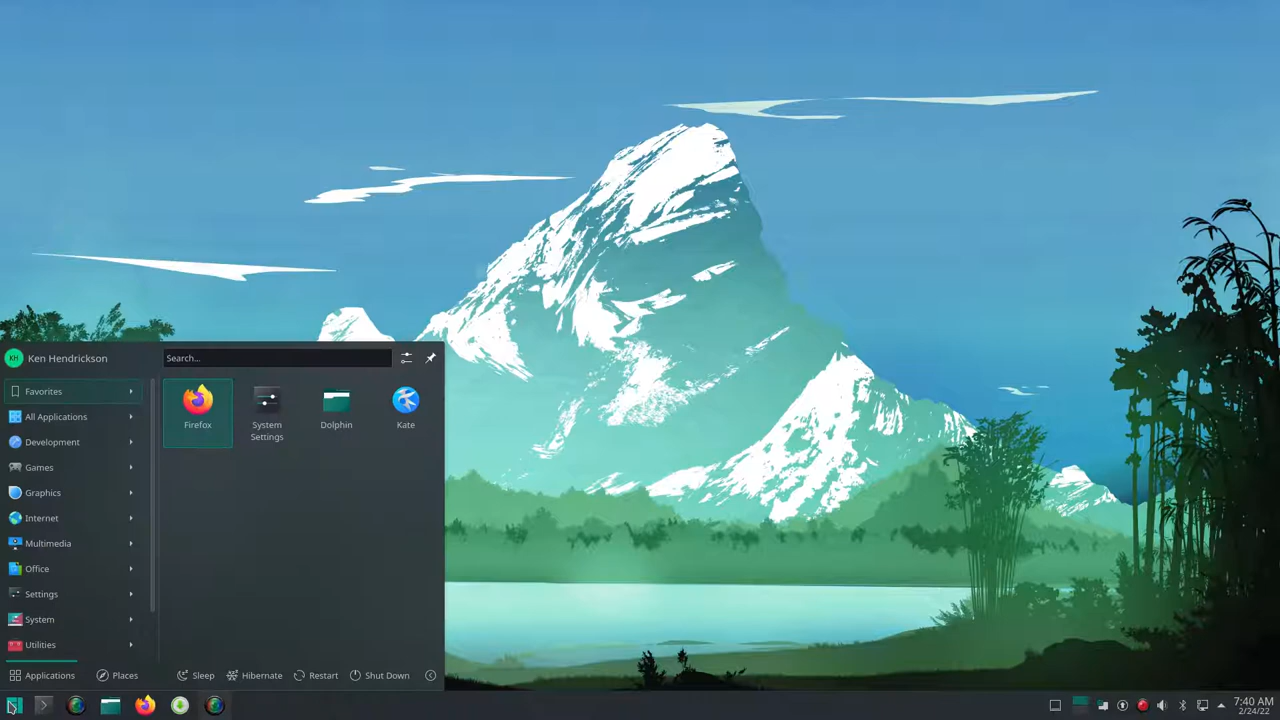 KH
Ken Hendrickson
Search...
Favorites
All Applications
Development
Games
Graphics
Internet
Multimedia
Office
Settings
System
Utilities
Firefox
System
Settings
Dolphin
Kate
Applications
Places
Sleep
Hibernate
Restart
Shut Down
7:40 AM
2/24/22